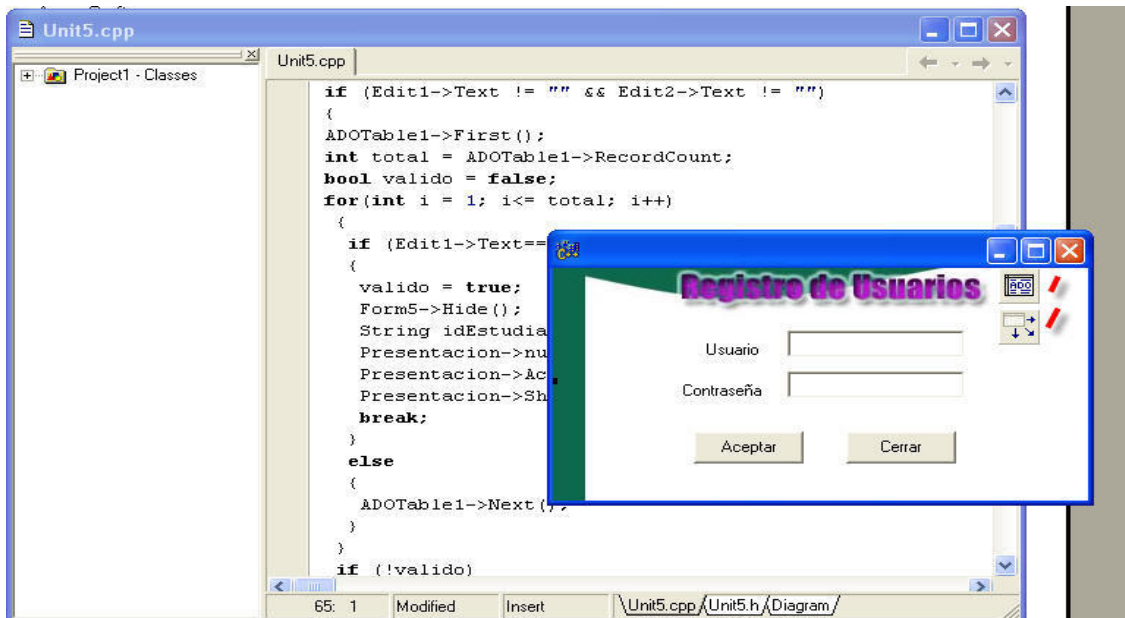 Unit5.cpp
Project1 - Classes
Unit5.cpp
if (Edit1->Text != "" && Edit2->Text != "")
{
ADOTable1->First();
int total = ADOTable1->RecordCount;
bool valido = false;
for(int i = 1; i<= total; i++)
{
if (Edit1->Text==
{
valido = true;
Form5->Hide();
String idEstudia
Presentacion->nu
Presentacion->Ac
Presentacion->Sh
break;
}
else
{
ADOTable1->Next();
}
}
if (!valido)
65: 1 Modified Insert \Unit5.cpp/Unit5.h/Diagram/
Registro de Usuarios
ADO
Usuario
Contraseña
Aceptar Cerrar